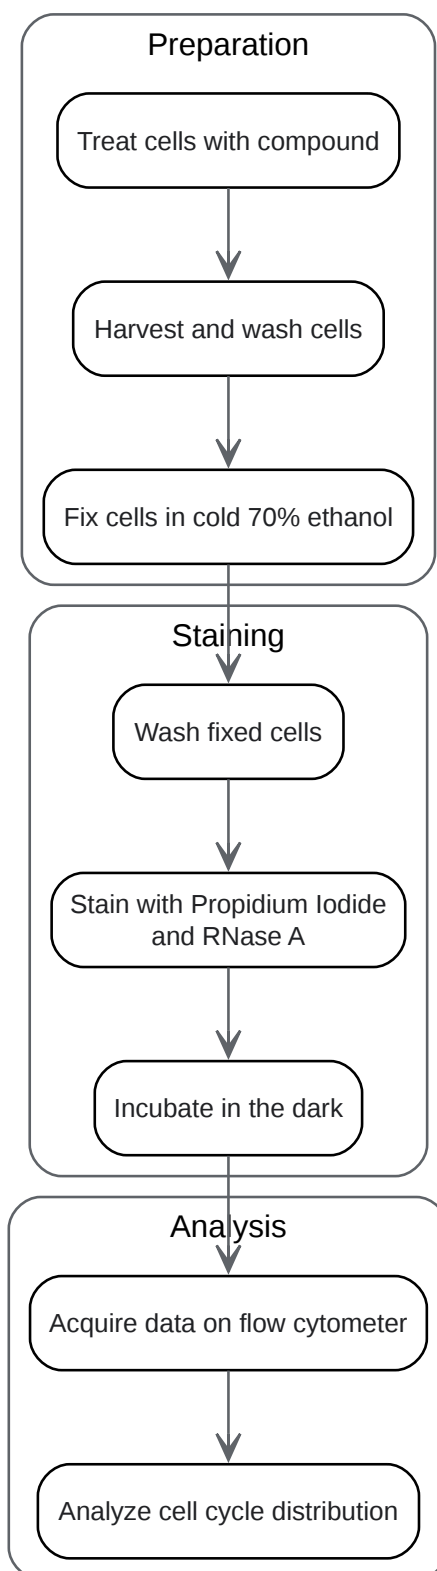 Preparation
Treat cells with compound
Harvest and wash cells
Fix cells in cold 70% ethanol
Staining
Wash fixed cells
Stain with Propidium Iodide
and RNase A
Incubate in the dark
Analysis
Acquire data on flow cytometer
Analyze cell cycle distribution